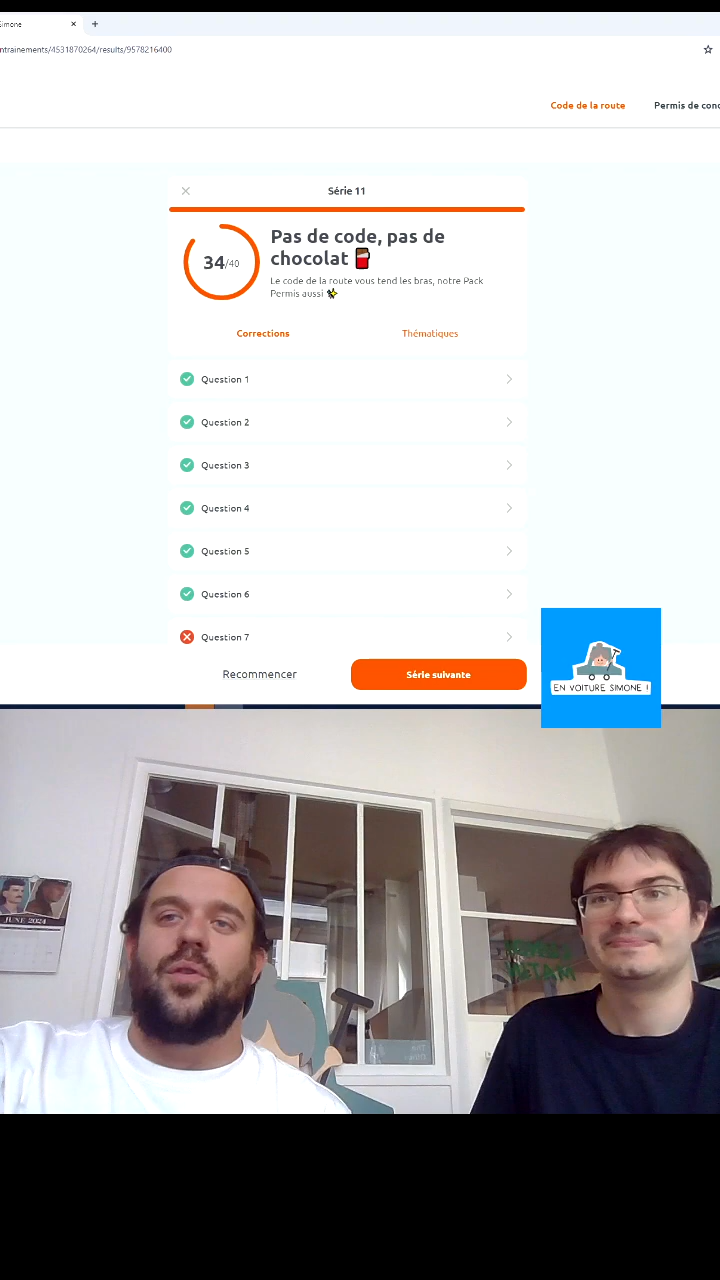 Simone
ntrainements/4531870264/results/9578216400
Code de la route
Permis de conc
Série 11
34/40
Pas de code, pas de
chocolat
Le code de la route vous tend les bras, notre Pack
Permis aussi
Corrections
Thématiques
Question 1
Question 2
Question 3
Question 4
Question 5
Question 6
Question 7
Recommencer
Série suivante
EN VOITURE SIMONE !
JUNE 2024